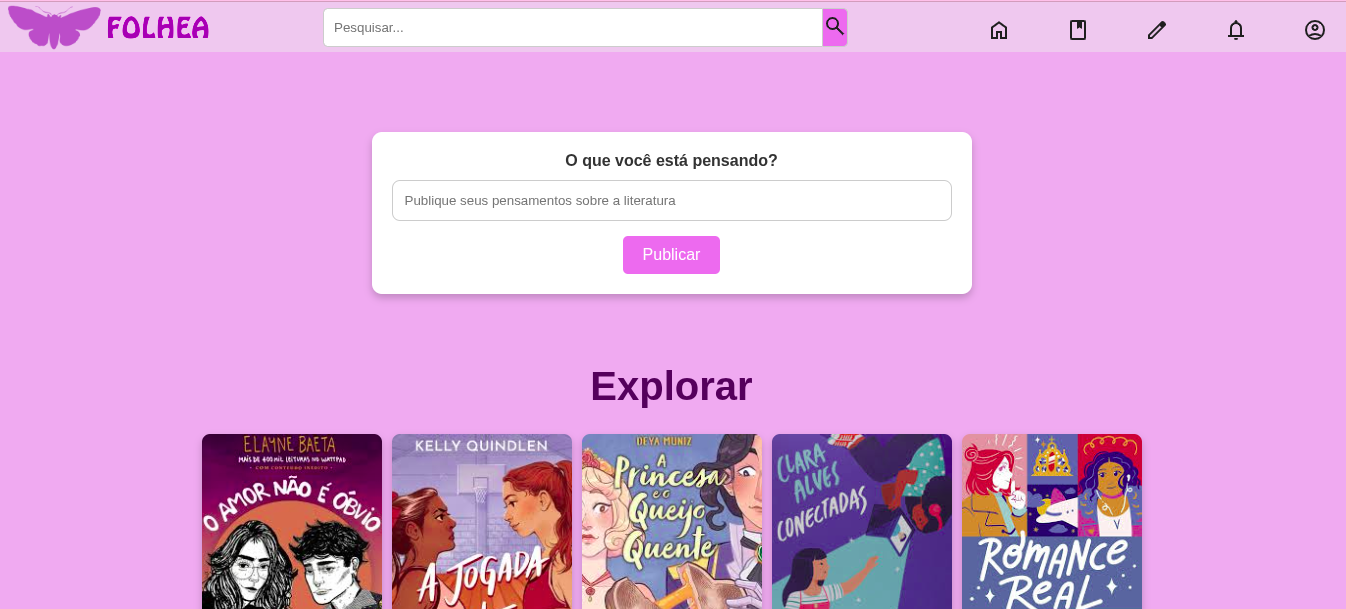 FOLHEA
Pesquisar...
O que você está pensando?
Publique seus pensamentos sobre a literatura
Publicar
Explorar
ELAYNE BAETA
MAIS DE 400 MIL LEITURAS NO WATTPAD
• COM CONTEÚDO INÉDITO •
O AMOR NÃO É ÓBVIO
KELLY QUINDLEN
A JOGADA
DEYA MUNIZ
A
Princesa
e o
Queijo
Quente
CLARA
ALVES
CONECTADAS
ROMANCE
REAL